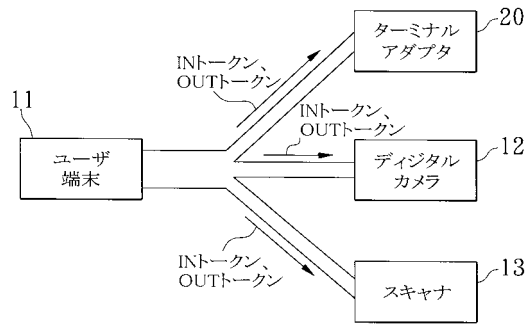 ターミナル
アダプタ
20
INトークン、
OUTトークン
11
INトークン、
OUTトークン
ユーザ
端末
ディジタル
カメラ
12
INトークン、
OUTトークン
スキャナ
13